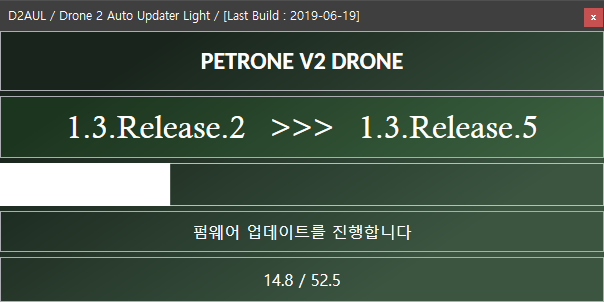 D2AUL / Drone 2 Auto Updater Light / [Last Build : 2019-06-19]
x
PETRONE V2 DRONE
1.3.Release.2 >>> 1.3.Release.5
펌웨어 업데이트를 진행합니다
14.8 / 52.5